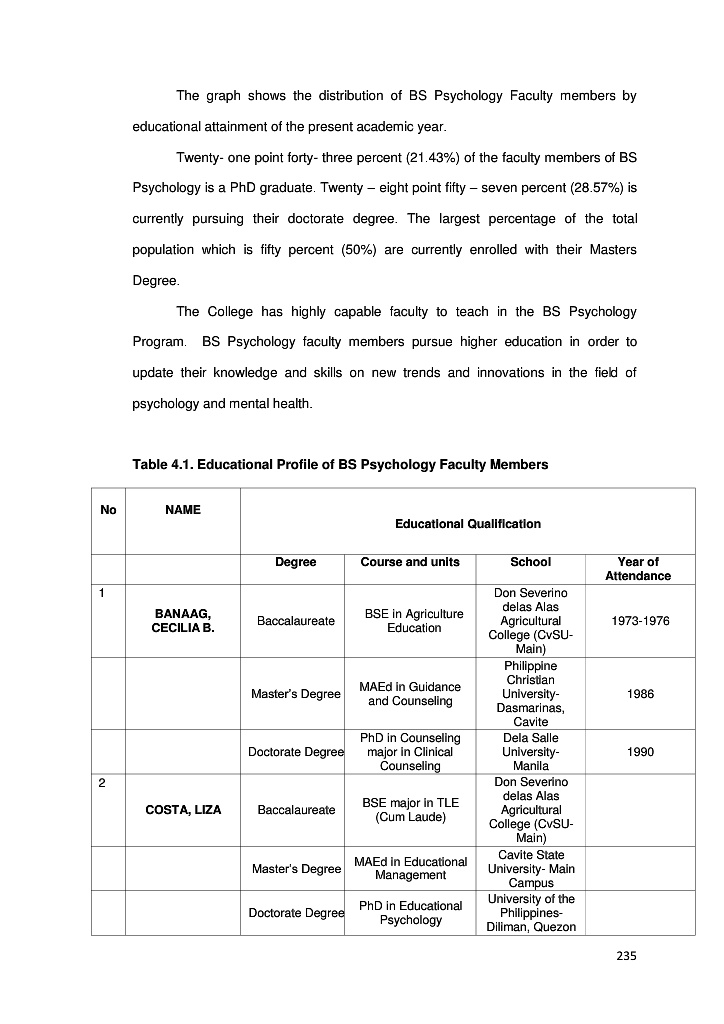 The graph shows the distribution of BS Psychology Faculty members by
educational attainment of the present academic year.
Twenty- one point forty- three percent (21.43%) of the faculty members of BS
Psychology is a PhD graduate. Twenty – eight point fifty – seven percent (28.57%) is
currently pursuing their doctorate degree. The largest percentage of the total
population which is fifty percent (50%) are currently enrolled with their Masters
Degree.
The College has highly capable faculty to teach in the BS Psychology
Program. BS Psychology faculty members pursue higher education in order to
update their knowledge and skills on new trends and innovations in the field of
psychology and mental health.
Table 4.1. Educational Profile of BS Psychology Faculty Members
No
NAME
Educational Qualification
Degree
Course and units
School
Year of
Attendance
1
BANAAG,
CECILIA B.
Baccalaureate
BSE in Agriculture
Education
Don Severino
delas Alas
Agricultural
College (CvSU-
Main)
1973-1976
Master's Degree
MAEd in Guidance
and Counseling
Philippine
Christian
University-
Dasmarinas,
Cavite
1986
Doctorate Degree
PhD in Counseling
major in Clinical
Counseling
Dela Salle
University-
Manila
1990
2
COSTA, LIZA
Baccalaureate
BSE major in TLE
(Cum Laude)
Don Severino
delas Alas
Agricultural
College (CvSU-
Main)
Master's Degree
MAEd in Educational
Management
Cavite State
University- Main
Campus
Doctorate Degree
PhD in Educational
Psychology
University of the
Philippines-
Diliman, Quezon
235